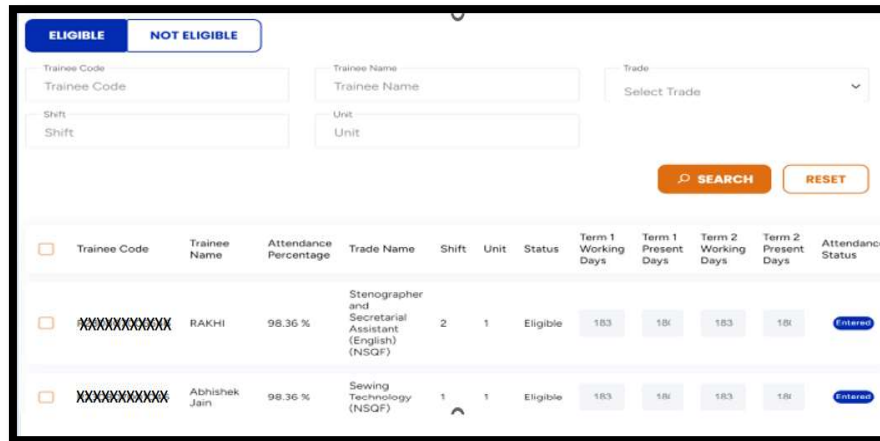 ELIGIBLE NOT ELIGIBLE
Trainee Code Trainee Name Trade
Trainee Code Trainee Name Select Trade
Shift Unit
Shift Unit
SEARCH RESET
Trainee Code Trainee Name Attendance Percentage Trade Name Shift Unit Status Term 1 Working Days Term 1 Present Days Term 2 Working Days Term 2 Present Days Attendance Status
RAKHI 98.36 % Stenographer and Secretarial Assistant (English) (NSQF) 2 1 Eligible 183 183 Entered
Abhishek Jain 98.36 % Sewing Technology (NSQF) 1 1 Eligible 183 183 Entered